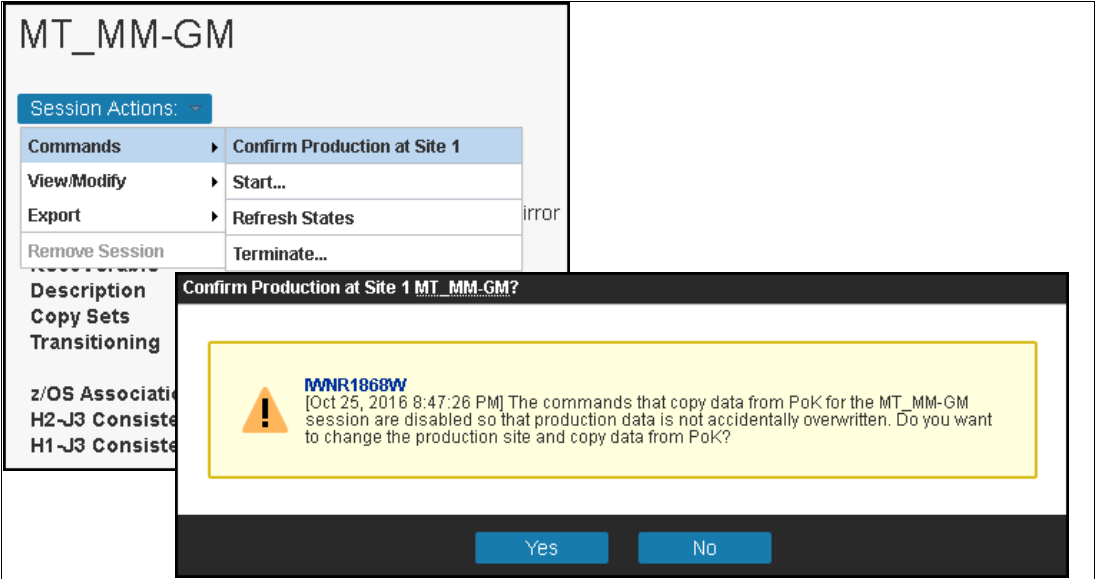 MT_MM-GM
Session Actions:
Commands
Confirm Production at Site 1
View/Modify
Start...
Export
Refresh States
irror
Remove Session
Terminate...
Recoverable
Description
Copy Sets
Transitioning
z/OS Associatio
H2-J3 Consiste
H1-J3 Consiste
Confirm Production at Site 1 MT_MM-GM?
IWNR1868W
[Oct 25, 2016 8:47:26 PM] The commands that copy data from PoK for the MT_MM-GM
session are disabled so that production data is not accidentally overwritten. Do you want
to change the production site and copy data from PoK?
Yes
No